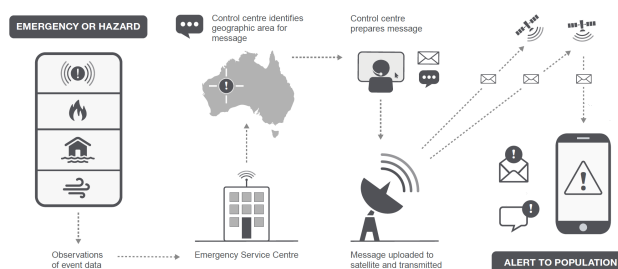 EMERGENCY OR HAZARD
Control centre identifies
geographic area for
message
Control centre
prepares message
Observations
of event data
Emergency Service Centre
Message uploaded to
satellite and transmitted
ALERT TO POPULATION